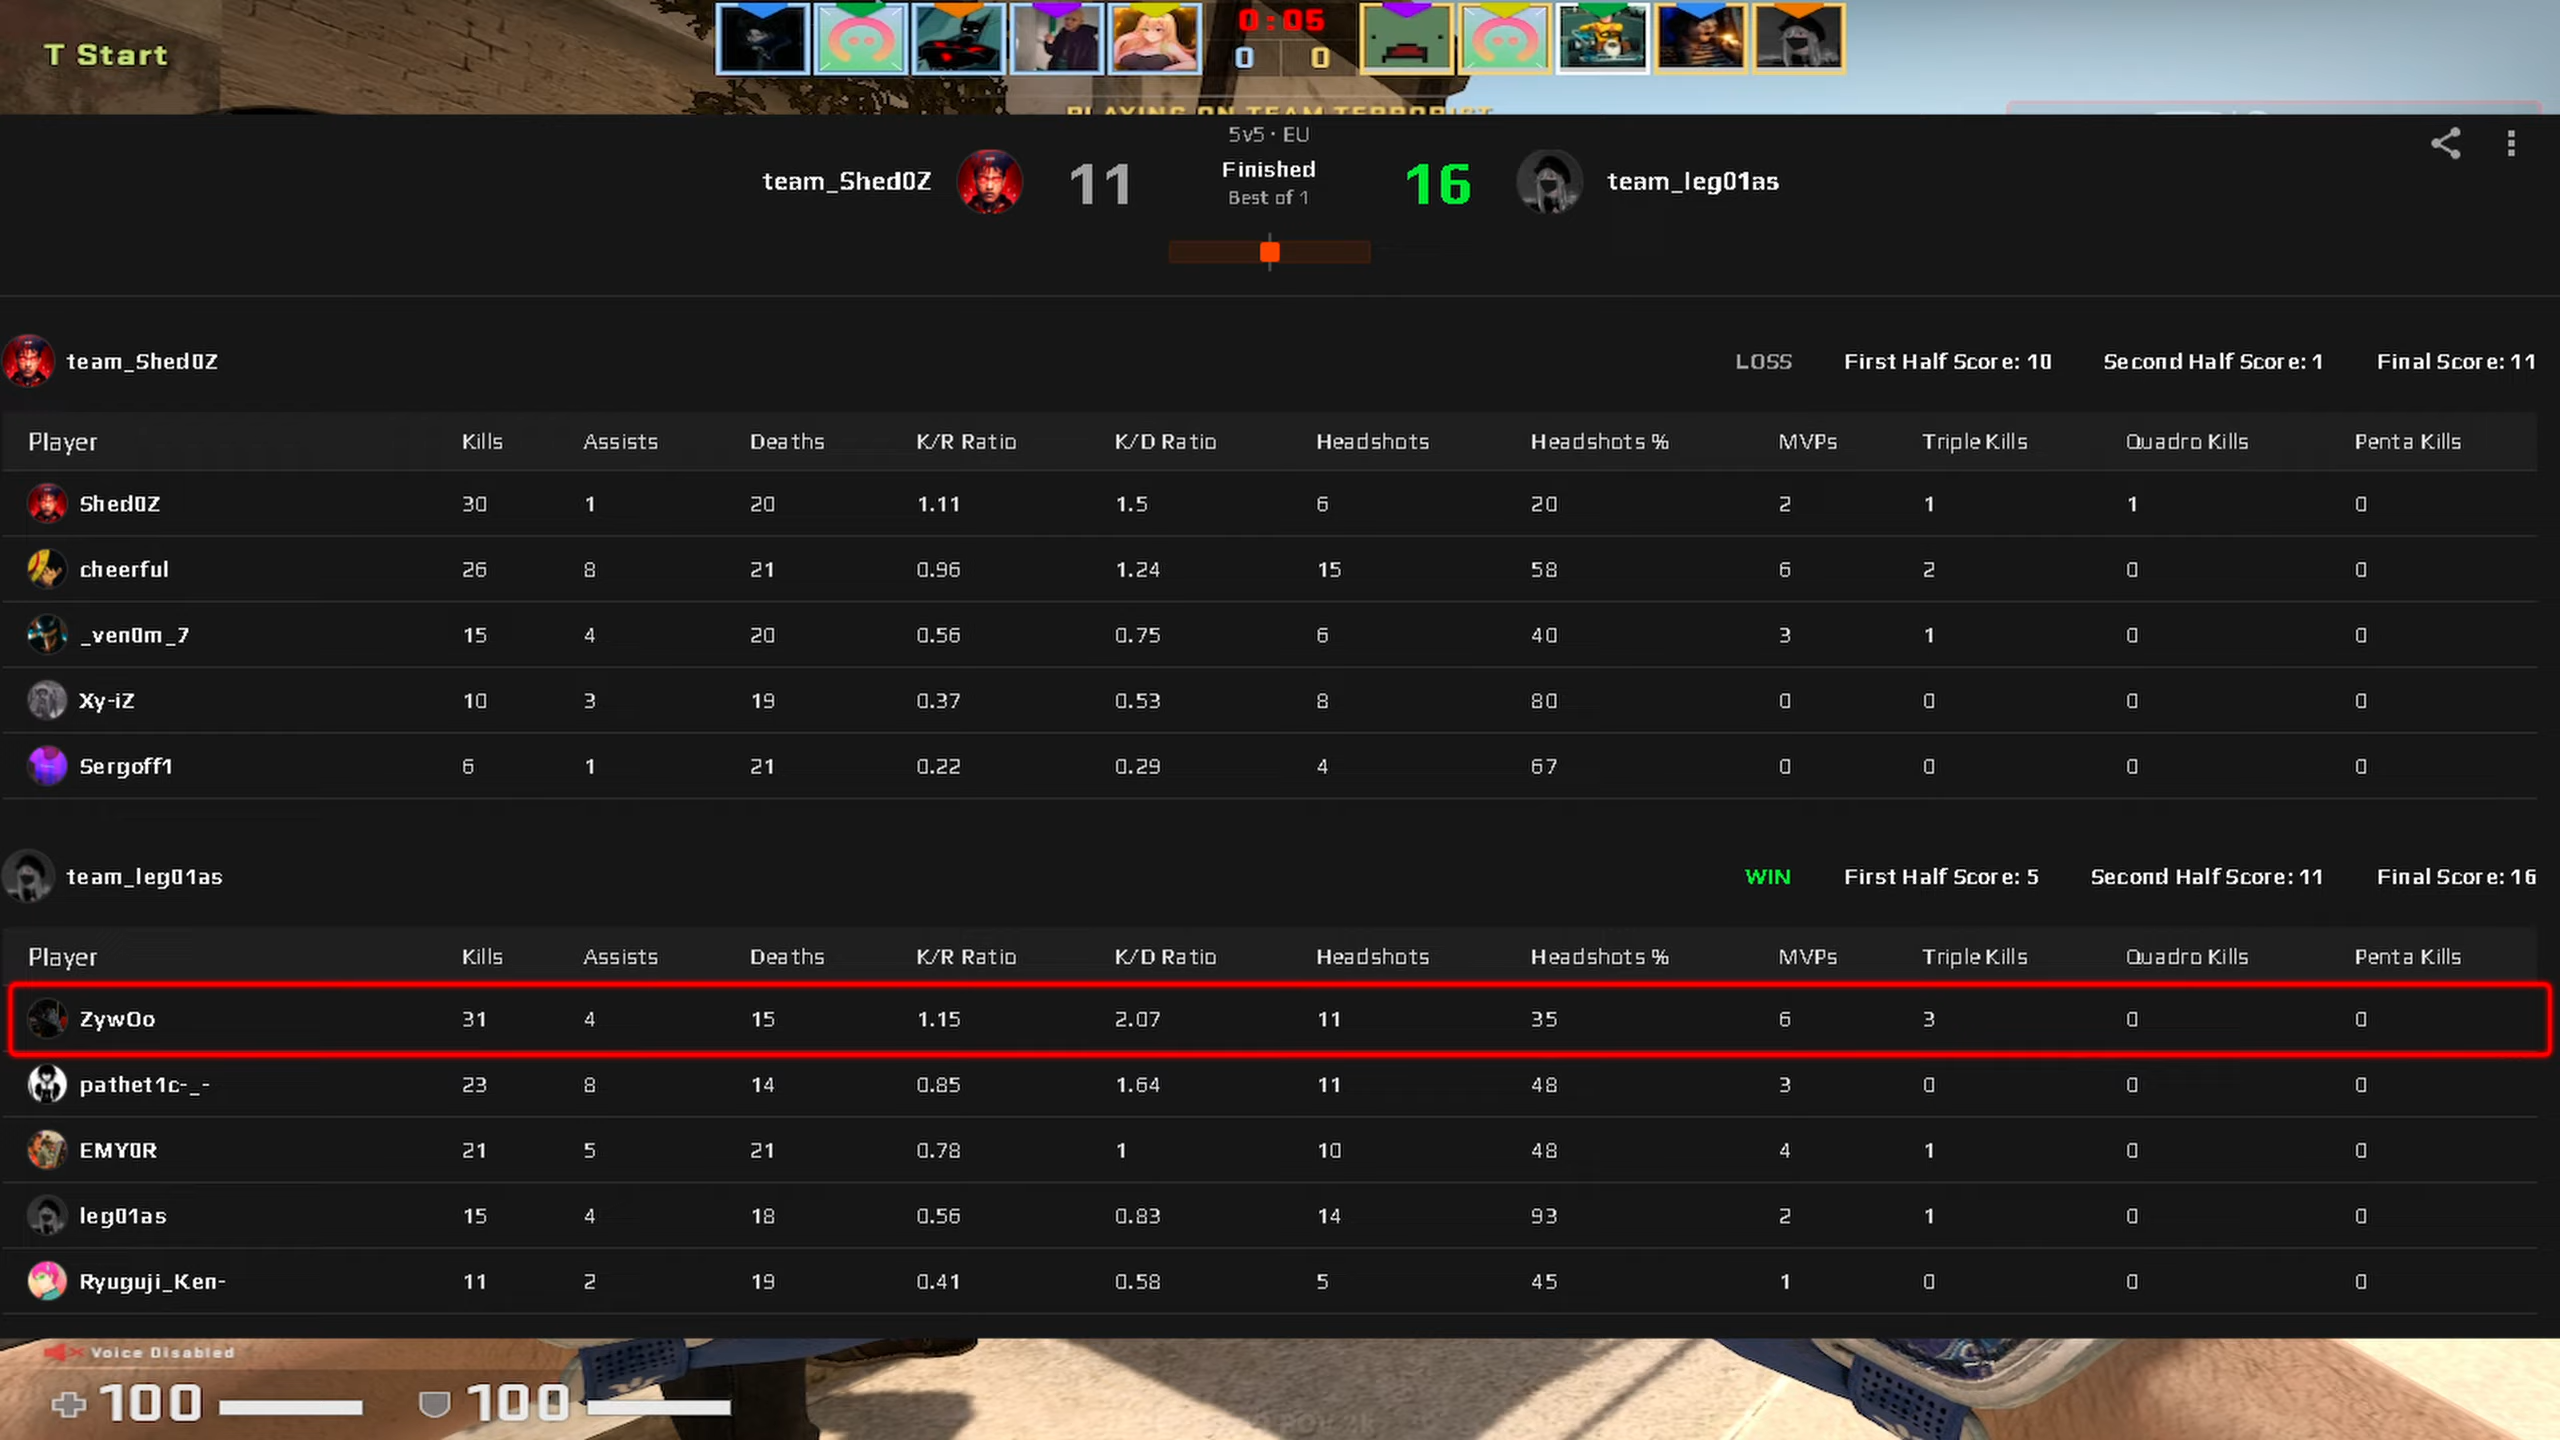 T Start
0:05
0 0
PLAYING ON TEAM TERRORIST
5v5 · EU
team_Shed0Z 11 Finished 16 team_leg01as
Best of 1
team_Shed0Z LOSS First Half Score: 10 Second Half Score: 1 Final Score: 11
Player Kills Assists Deaths K/R Ratio K/D Ratio Headshots Headshots % MVPs Triple Kills Quadro Kills Penta Kills
Shed0Z 30 1 20 1.11 1.5 6 20 2 1 1 0
cheerful 26 8 21 0.96 1.24 15 58 6 2 0 0
_ven0m_7 15 4 20 0.56 0.75 6 40 3 1 0 0
Xy-iZ 10 3 19 0.37 0.53 8 80 0 0 0 0
Sergoff1 6 1 21 0.22 0.29 4 67 0 0 0 0
team_leg01as WIN First Half Score: 5 Second Half Score: 11 Final Score: 16
Player Kills Assists Deaths K/R Ratio K/D Ratio Headshots Headshots % MVPs Triple Kills Quadro Kills Penta Kills
ZywOo 31 4 15 1.15 2.07 11 35 6 3 0 0
pathet1c-_- 23 8 14 0.85 1.64 11 48 3 0 0 0
EMY0R 21 5 21 0.78 1 10 48 4 1 0 0
leg01as 15 4 18 0.56 0.83 14 93 2 1 0 0
Ryuguji_Ken- 11 2 19 0.41 0.58 5 45 1 0 0 0
Voice Disabled
100 100